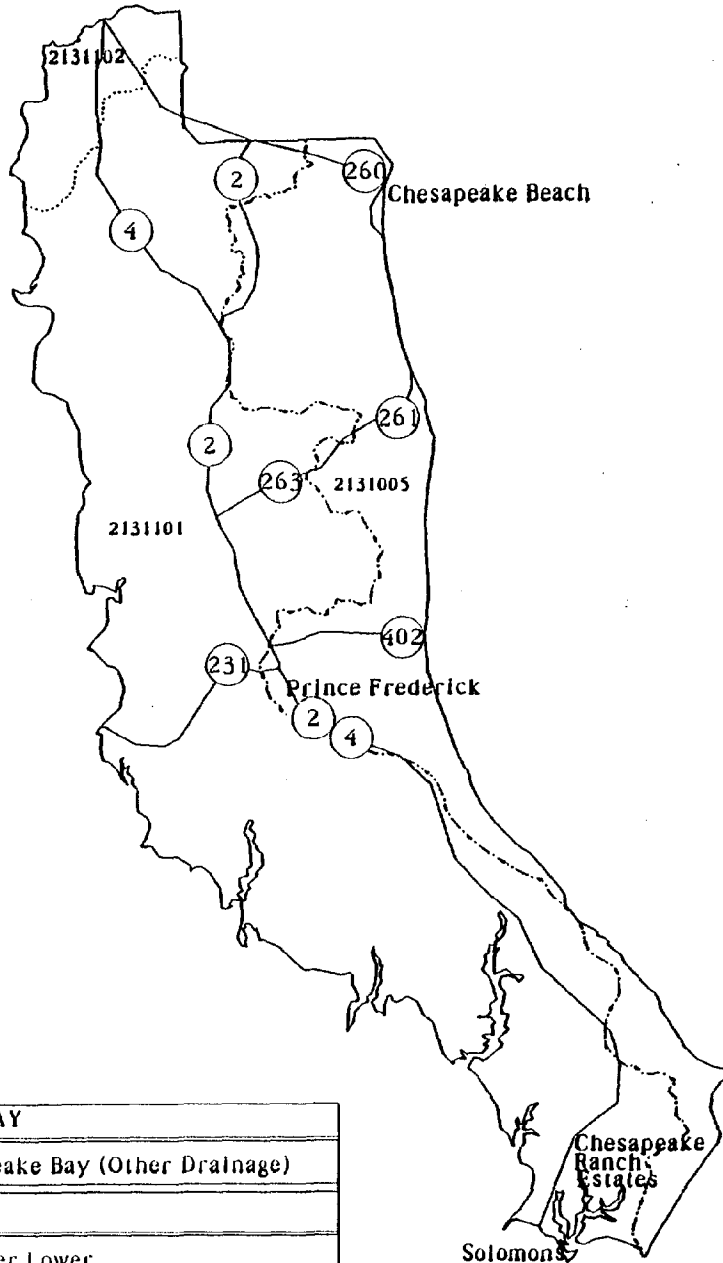 2131102
2
260
Chesapeake Beach
4
261
2
263
2131005
2131101
402
231
Prince Frederick
2
4
Chesapeake
Ranch
Estates
Solomons
Bay (Other Drainage)
Lower